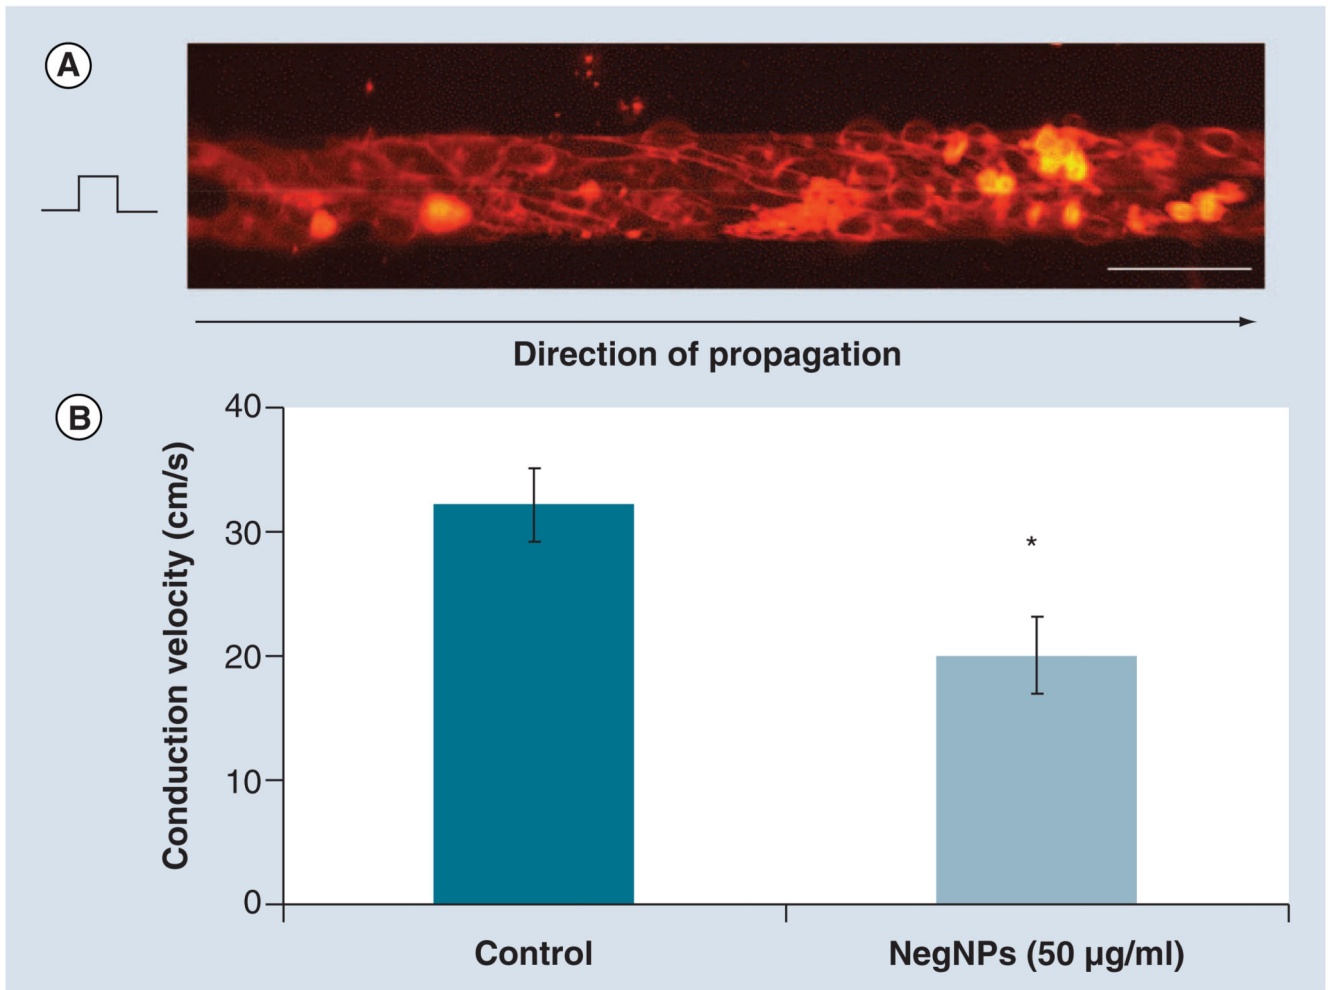 A
Direction of propagation
B
Conduction velocity (cm/s)
40
30
20
10
0
*
Control
NegNPs (50 µg/ml)